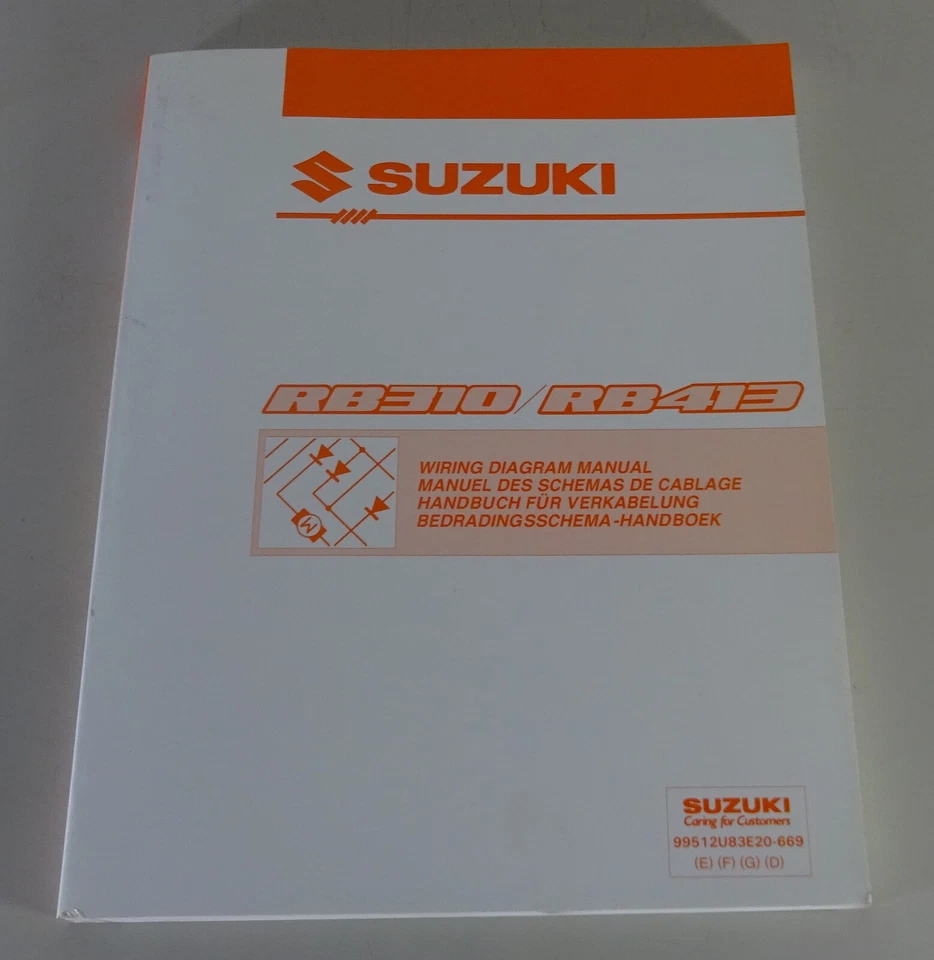 SUZUKI
RB310/RB413
WIRING DIAGRAM MANUAL
MANUEL DES SCHEMAS DE CABLAGE
HANDBUCH FÜR VERKABELUNG
BEDRADINGSSCHEMA-HANDBOEK
M
SUZUKI
Caring for Customers
99512U83E20-669
(E) (F) (G) (D)